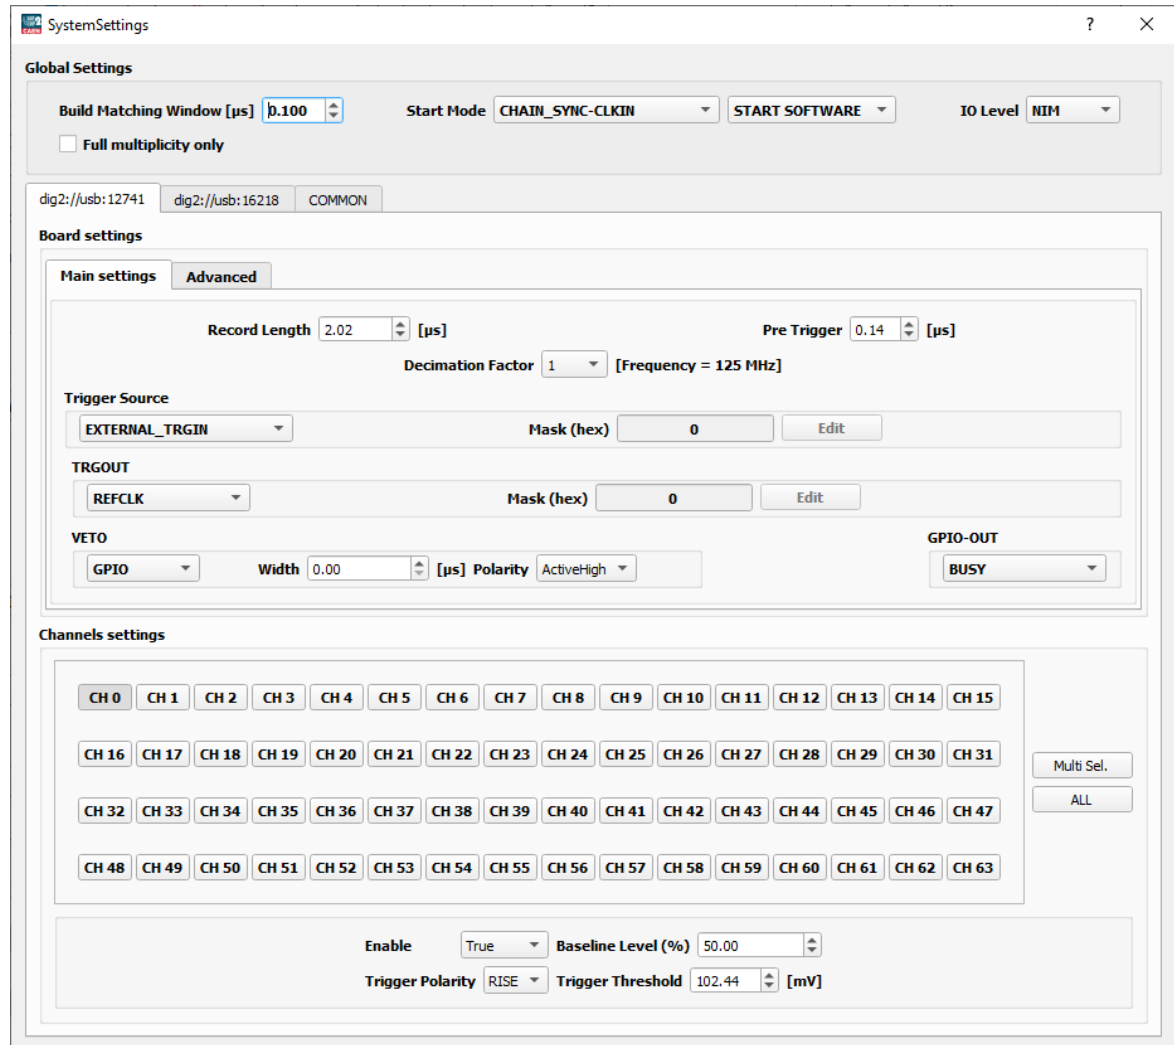 SystemSettings ?
Global Settings
Build Matching Window [µs] 0.100 Start Mode CHAIN_SYNC-CLKIN START SOFTWARE IO Level NIM
Full multiplicity only
dig2://usb:12741 dig2://usb:16218 COMMON
Board settings
Main settings Advanced
Record Length 2.02 [µs] Pre Trigger 0.14 [µs]
Decimation Factor 1 [Frequency = 125 MHz]
Trigger Source
EXTERNAL_TRGIN Mask (hex) 0 Edit
TRGOUT
REFCLK Mask (hex) 0 Edit
VETO GPIO-OUT
GPIO Width 0.00 [µs] Polarity ActiveHigh BUSY
Channels settings
CH 0 CH 1 CH 2 CH 3 CH 4 CH 5 CH 6 CH 7 CH 8 CH 9 CH 10 CH 11 CH 12 CH 13 CH 14 CH 15
CH 16 CH 17 CH 18 CH 19 CH 20 CH 21 CH 22 CH 23 CH 24 CH 25 CH 26 CH 27 CH 28 CH 29 CH 30 CH 31
Multi Sel.
CH 32 CH 33 CH 34 CH 35 CH 36 CH 37 CH 38 CH 39 CH 40 CH 41 CH 42 CH 43 CH 44 CH 45 CH 46 CH 47
ALL
CH 48 CH 49 CH 50 CH 51 CH 52 CH 53 CH 54 CH 55 CH 56 CH 57 CH 58 CH 59 CH 60 CH 61 CH 62 CH 63
Enable True Baseline Level (%) 50.00
Trigger Polarity RISE Trigger Threshold 102.44 [mV]